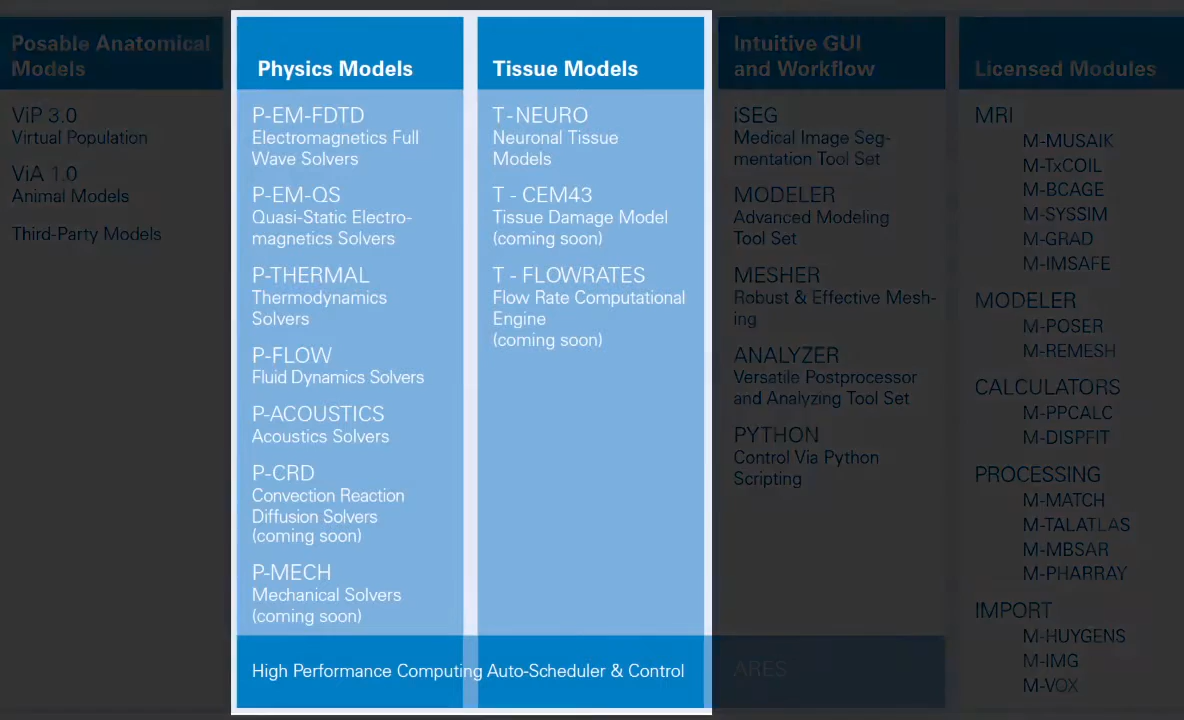 Posable Anatomical
Models
ViP 3.0
Virtual Population
ViA 1.0
Animal Models
Third-Party Models
Physics Models
P-EM-FDTD
Electromagnetics Full
Wave Solvers
P-EM-QS
Quasi-Static Electro-
magnetics Solvers
P-THERMAL
Thermodynamics
Solvers
P-FLOW
Fluid Dynamics Solvers
P-ACOUSTICS
Acoustics Solvers
P-CRD
Convection Reaction
Diffusion Solvers
(coming soon)
P-MECH
Mechanical Solvers
(coming soon)
Tissue Models
T-NEURO
Neuronal Tissue
Models
T - CEM43
Tissue Damage Model
(coming soon)
T - FLOWRATES
Flow Rate Computational
Engine
(coming soon)
High Performance Computing Auto-Scheduler & Control
Intuitive GUI
and Workflow
iSEG
Medical Image Seg-
mentation Tool Set
MODELER
Advanced Modeling
Tool Set
MESHER
Robust & Effective Mesh-
ing
ANALYZER
Versatile Postprocessor
and Analyzing Tool Set
PYTHON
Control Via Python
Scripting
ARES
Licensed Modules
MRI
M-MUSAIK
M-TxCOIL
M-BCAGE
M-SYSSIM
M-GRAD
M-IMSAFE
MODELER
M-POSER
M-REMESH
CALCULATORS
M-PPCALC
M-DISPFIT
PROCESSING
M-MATCH
M-TALATLAS
M-MBSAR
M-PHARRAY
IMPORT
M-HUYGENS
M-IMG
M-VOX